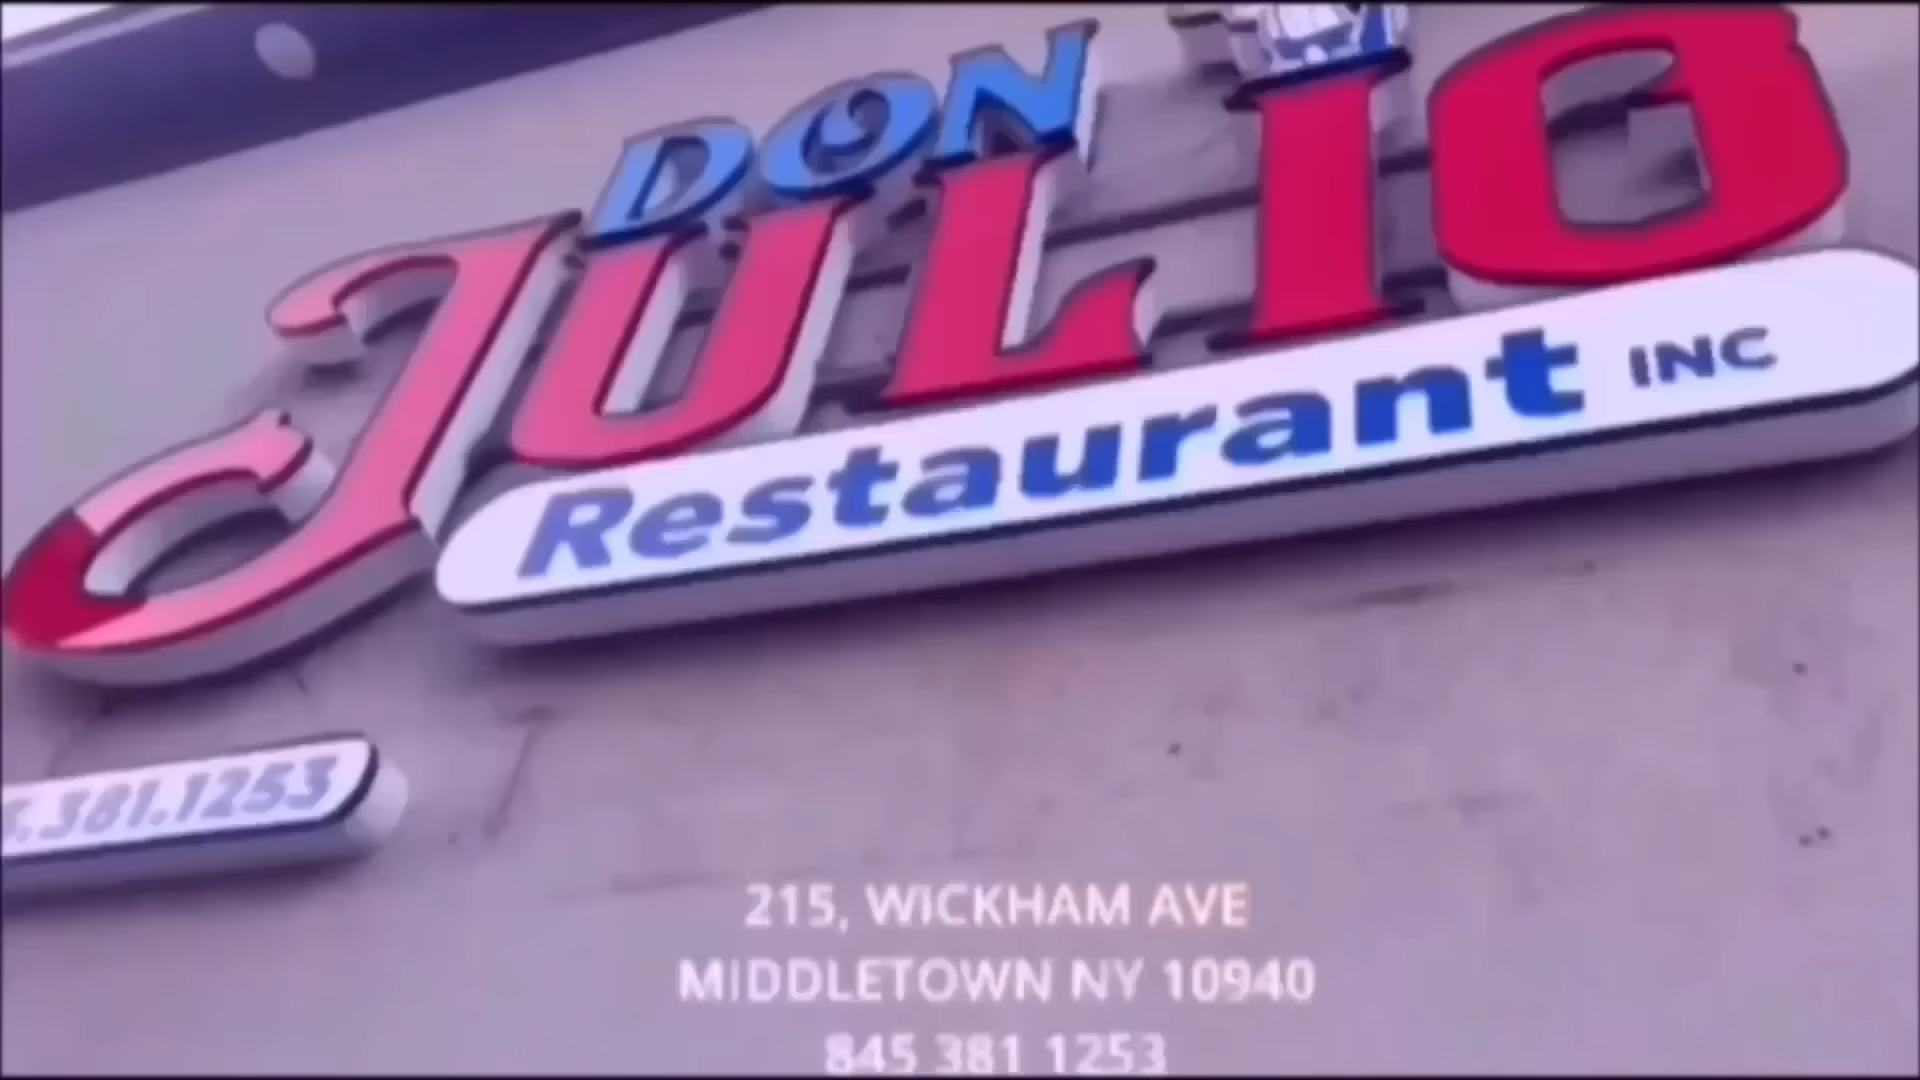 DON
JULIO
Restaurant INC
.381.1253
215, WICKHAM AVE
MIDDLETOWN NY 10940
845 381 1253